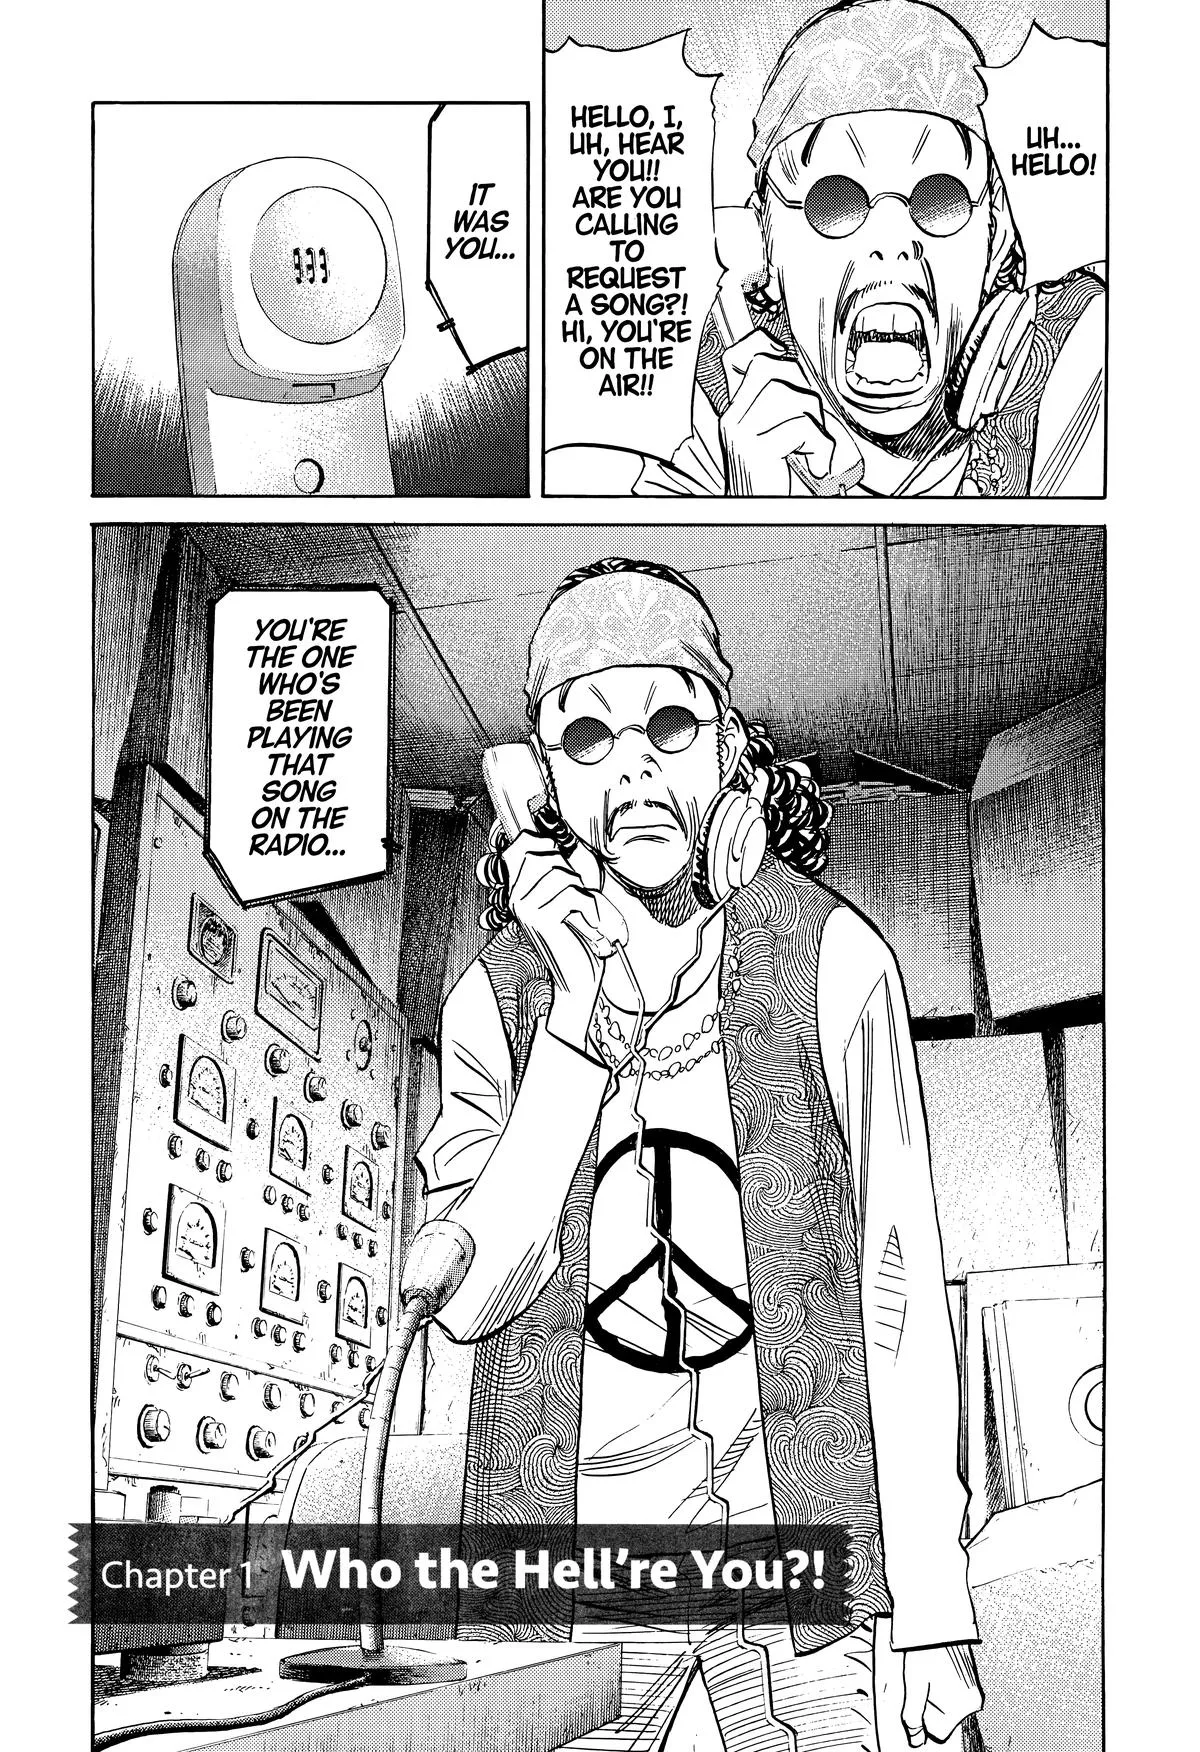 UH...
HELLO!
HELLO, I,
UH, HEAR
YOU!!
ARE YOU
CALLING
TO
REQUEST
A SONG?!
HI, YOU'RE
ON THE
AIR!!
IT
WAS
YOU...
YOU'RE
THE ONE
WHO'S
BEEN
PLAYING
THAT
SONG
ON THE
RADIO...
Chapter 1 Who the Hell're You?!